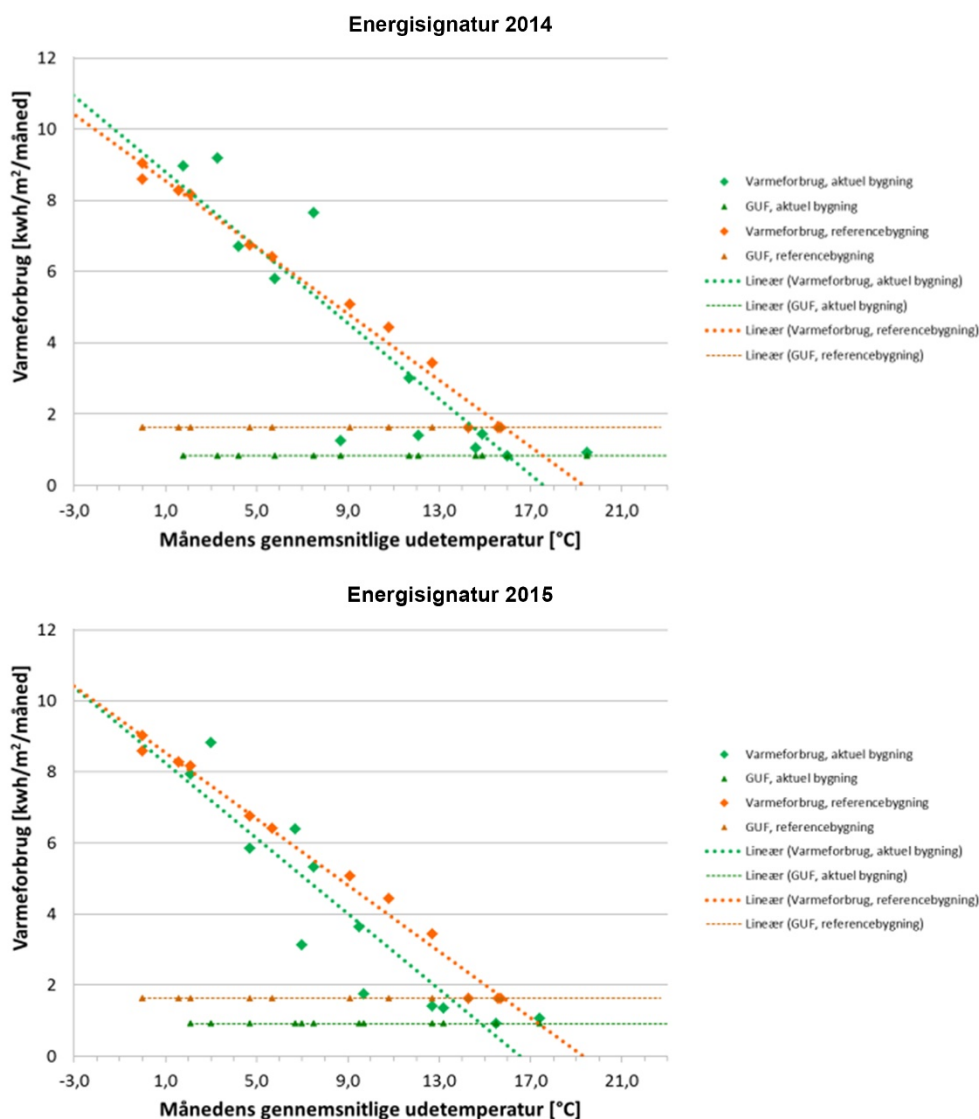 Energisignatur 2014
Varmeforbrug [kwh/m²/måned]
12
10
8
6
4
2
0
-3,0 1,0 5,0 9,0 13,0 17,0 21,0
Månedens gennemsnitlige udetemperatur [°C]
Varmeforbrug, aktuel bygning
GUF, aktuel bygning
Varmeforbrug, referencebygning
GUF, referencebygning
Lineær (Varmeforbrug, aktuel bygning)
Lineær (GUF, aktuel bygning)
Lineær (Varmeforbrug, referencebygning)
Lineær (GUF, referencebygning)
Energisignatur 2015
Varmeforbrug [kwh/m²/måned]
12
10
8
6
4
2
0
-3,0 1,0 5,0 9,0 13,0 17,0 21,0
Månedens gennemsnitlige udetemperatur [°C]
Varmeforbrug, aktuel bygning
GUF, aktuel bygning
Varmeforbrug, referencebygning
GUF, referencebygning
Lineær (Varmeforbrug, aktuel bygning)
Lineær (GUF, aktuel bygning)
Lineær (Varmeforbrug, referencebygning)
Lineær (GUF, referencebygning)